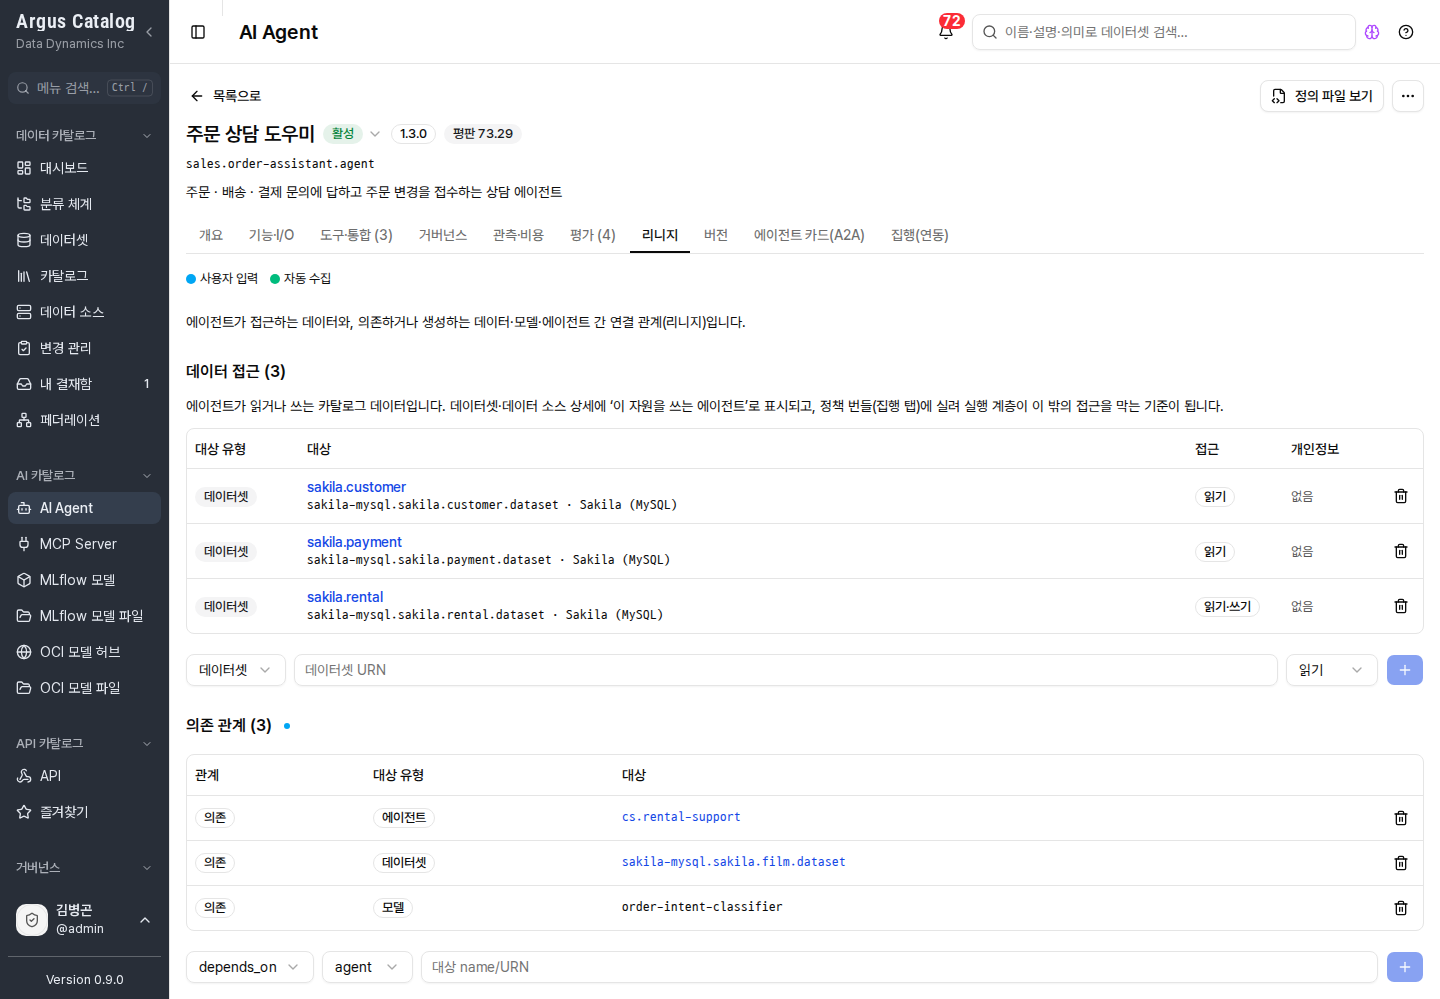 Argus Catalog
Data Dynamics Inc
메뉴 검색... Ctrl /
데이터 카탈로그
대시보드
분류 체계
데이터셋
카탈로그
데이터 소스
변경 관리
내 결재함 1
페더레이션
AI 카탈로그
AI Agent
MCP Server
MLflow 모델
MLflow 모델 파일
OCI 모델 허브
OCI 모델 파일
API 카탈로그
API
즐겨찾기
거버넌스
김병곤
@admin
Version 0.9.0
AI Agent
72
이름·설명·의미로 데이터셋 검색...
목록으로
정의 파일 보기
주문 상담 도우미 활성 1.3.0 평판 73.29
sales.order-assistant.agent
주문 · 배송 · 결제 문의에 답하고 주문 변경을 접수하는 상담 에이전트
개요 기능·I/O 도구·통합 (3) 거버넌스 관측·비용 평가 (4) 리니지 버전 에이전트 카드(A2A) 집행(연동)
사용자 입력 자동 수집
에이전트가 접근하는 데이터와, 의존하거나 생성하는 데이터·모델·에이전트 간 연결 관계(리니지)입니다.
데이터 접근 (3)
에이전트가 읽거나 쓰는 카탈로그 데이터입니다. 데이터셋·데이터 소스 상세에 ‘이 자원을 쓰는 에이전트’로 표시되고, 정책 번들(집행 탭)에 실려 실행 계층이 이 밖의 접근을 막는 기준이 됩니다.
대상 유형 대상 접근 개인정보
데이터셋 sakila.customer 읽기 없음
sakila-mysql.sakila.customer.dataset · Sakila (MySQL)
데이터셋 sakila.payment 읽기 없음
sakila-mysql.sakila.payment.dataset · Sakila (MySQL)
데이터셋 sakila.rental 읽기·쓰기 없음
sakila-mysql.sakila.rental.dataset · Sakila (MySQL)
데이터셋 데이터셋 URN 읽기
의존 관계 (3)
관계 대상 유형 대상
의존 에이전트 cs.rental-support
의존 데이터셋 sakila-mysql.sakila.film.dataset
의존 모델 order-intent-classifier
depends_on agent 대상 name/URN